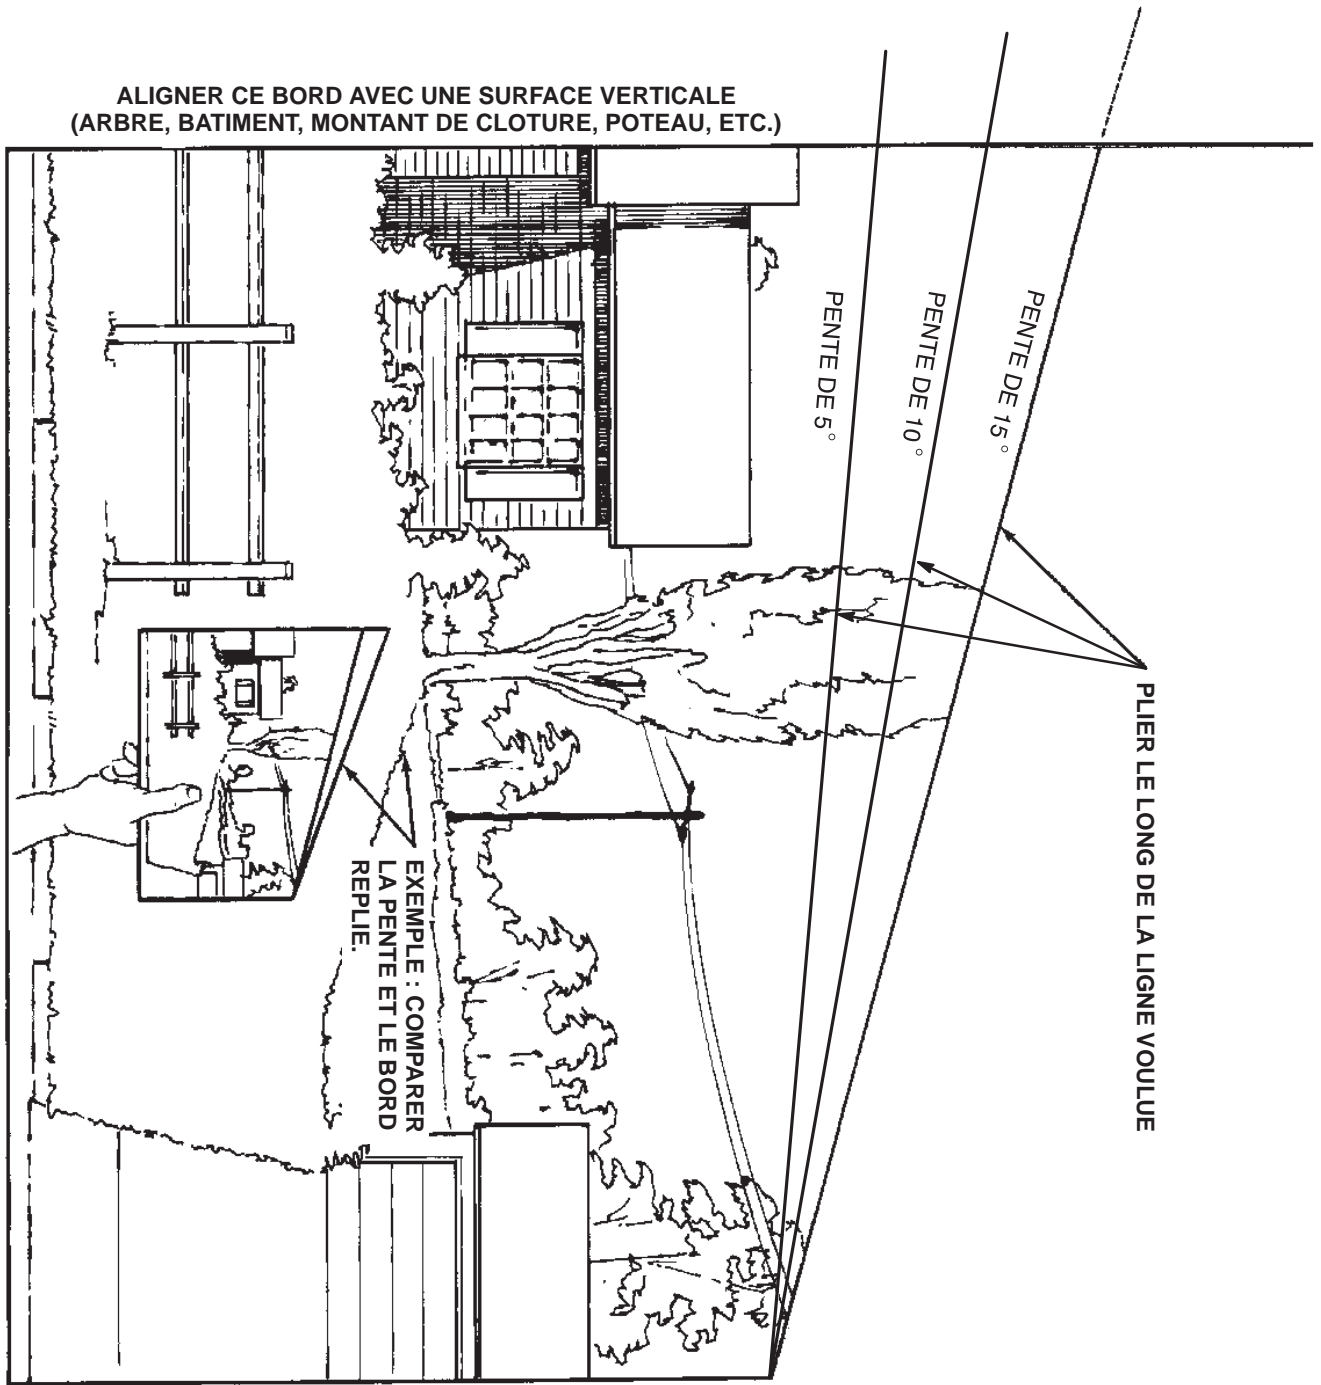 ALIGNER CE BORD AVEC UNE SURFACE VERTICALE
(ARBRE, BATIMENT, MONTANT DE CLOTURE, POTEAU, ETC.)
PENTE DE 5°
PENTE DE 10°
PENTE DE 15°
PLIER LE LONG DE LA LIGNE VOULUE
EXEMPLE : COMPARER
LA PENTE ET LE BORD
REPLIE.